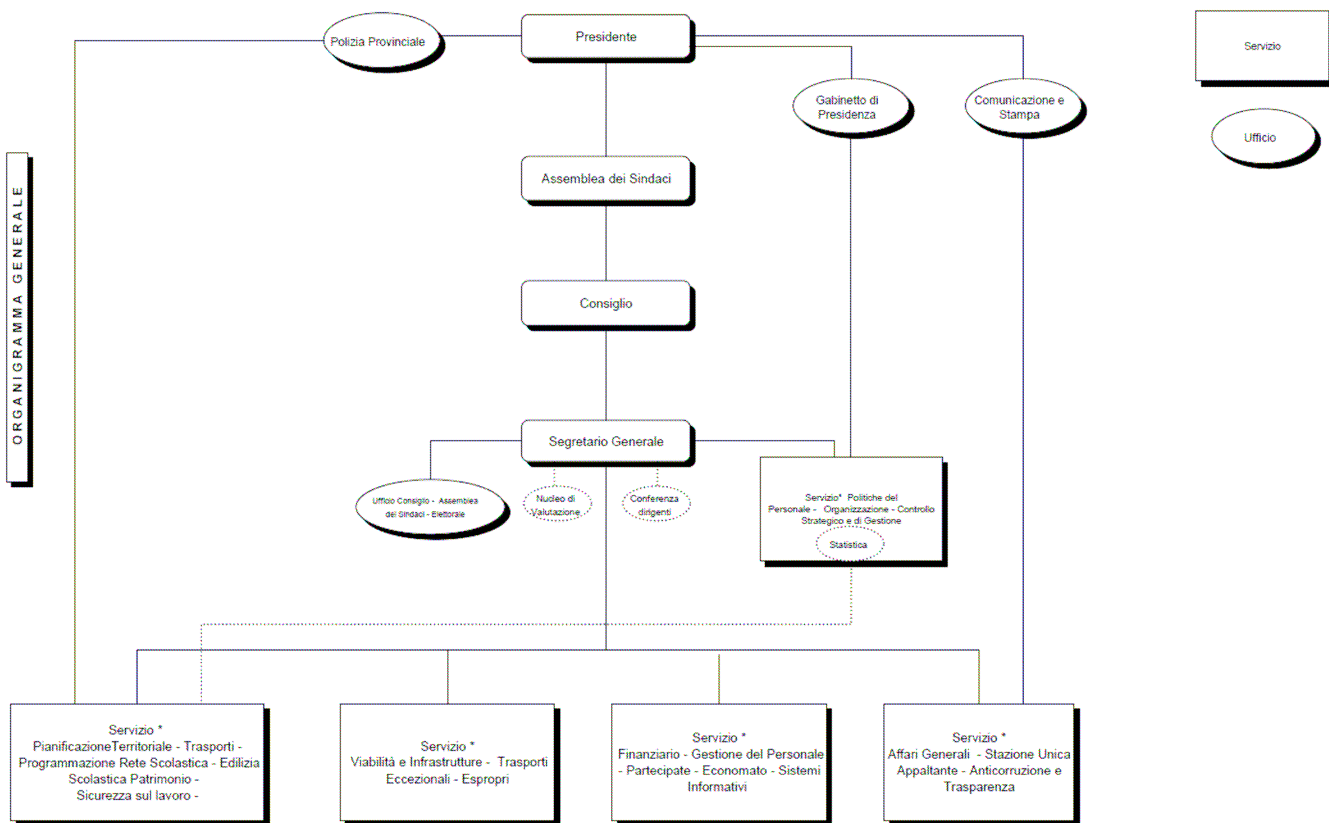 Polizia Provinciale
Presidente
Servizio
Gabinetto di
Presidenza
Comunicazione e
Stampa
Ufficio
ORGANIGRAMMA GENERALE
Assemblea dei Sindaci
Consiglio
Segretario Generale
Ufficio Consiglio - Assemblea
dei Sindaci - Elettorale
Nucleo di
Valutazione
Conferenza
dirigenti
Servizio* Politiche del
Personale - Organizzazione - Controllo
Strategico e di Gestione
Statistica
Servizio *
PianificazioneTerritoriale - Trasporti -
Programmazione Rete Scolastica - Edilizia
Scolastica Patrimonio -
Sicurezza sul lavoro -
Servizio *
Viabilità e Infrastrutture - Trasporti
Eccezionali - Espropri
Servizio *
Finanziario - Gestione del Personale
- Partecipate - Economato - Sistemi
Informativi
Servizio *
Affari Generali - Stazione Unica
Appaltante - Anticorruzione e
Trasparenza